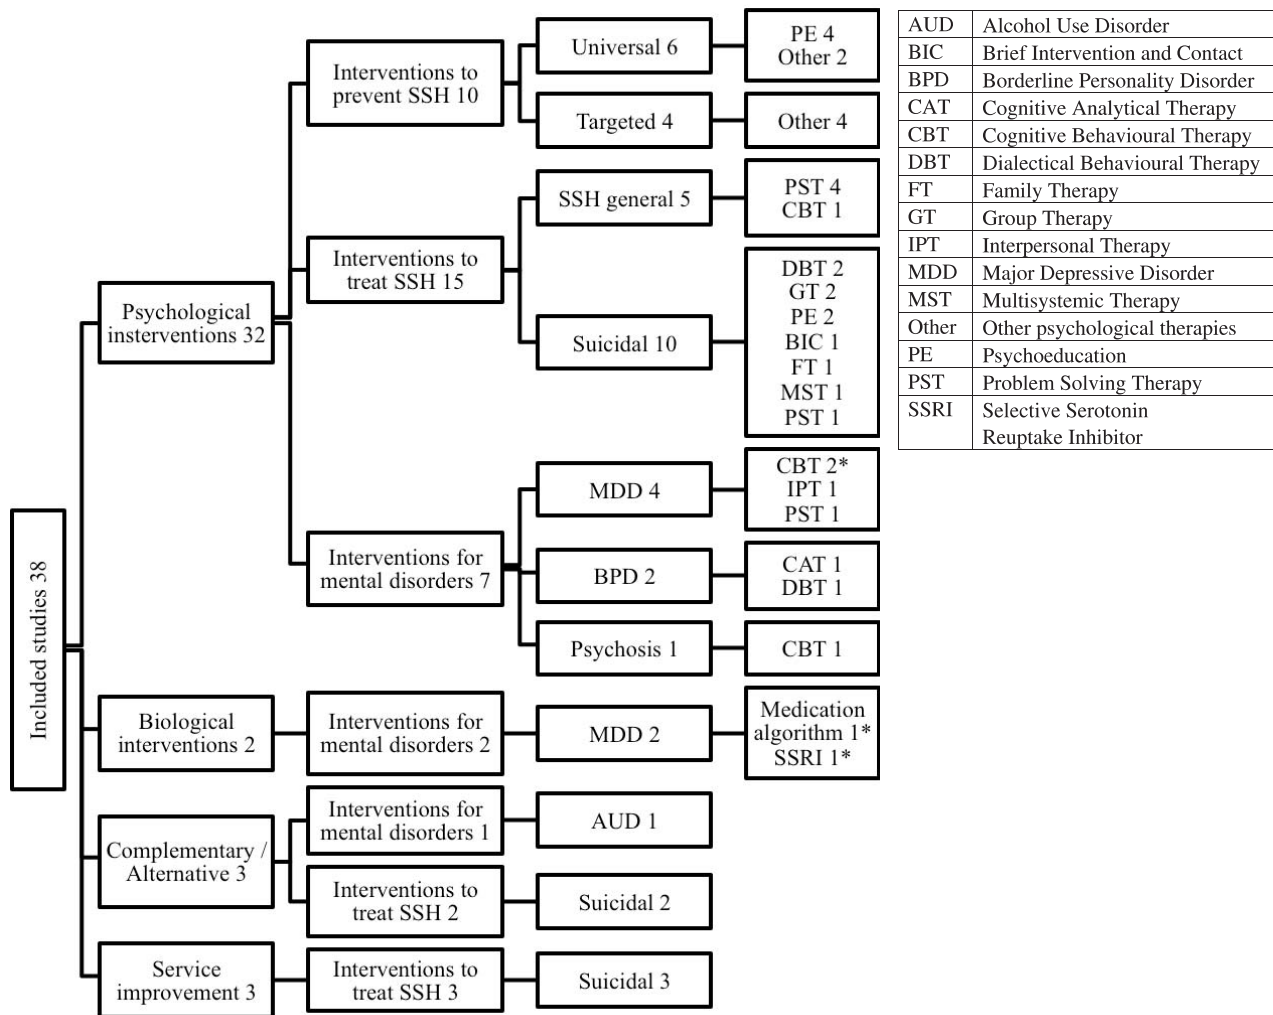 Included studies 38
Psychological
insterventions 32
Interventions to
prevent SSH 10
Universal 6
PE 4
Other 2
Targeted 4
Other 4
Interventions to
treat SSH 15
SSH general 5
PST 4
CBT 1
Suicidal 10
DBT 2
GT 2
PE 2
BIC 1
FT 1
MST 1
PST 1
Interventions for
mental disorders 7
MDD 4
CBT 2*
IPT 1
PST 1
BPD 2
CAT 1
DBT 1
Psychosis 1
CBT 1
Biological
interventions 2
Interventions for
mental disorders 2
MDD 2
Medication
algorithm 1*
SSRI 1*
Complementary /
Alternative 3
Interventions for
mental disorders 1
AUD 1
Interventions to
treat SSH 2
Suicidal 2
Service
improvement 3
Interventions to
treat SSH 3
Suicidal 3
AUD Alcohol Use Disorder
BIC Brief Intervention and Contact
BPD Borderline Personality Disorder
CAT Cognitive Analytical Therapy
CBT Cognitive Behavioural Therapy
DBT Dialectical Behavioural Therapy
FT Family Therapy
GT Group Therapy
IPT Interpersonal Therapy
MDD Major Depressive Disorder
MST Multisystemic Therapy
Other Other psychological therapies
PE Psychoeducation
PST Problem Solving Therapy
SSRI Selective Serotonin
Reuptake Inhibitor